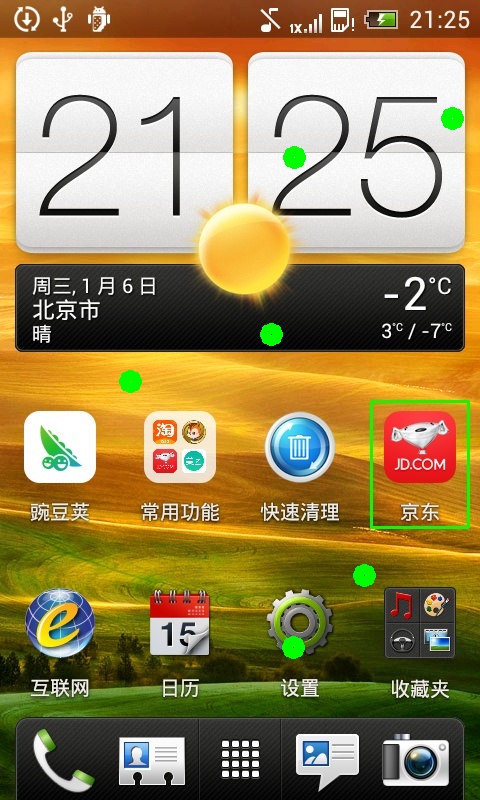 1X
21:25
21 25
周三, 1 月 6 日
北京市
晴
-2°C
3°C / -7°C
淘
JD.COM
豌豆荚
常用功能
快速清理
京东
15
互联网
日历
设置
收藏夹